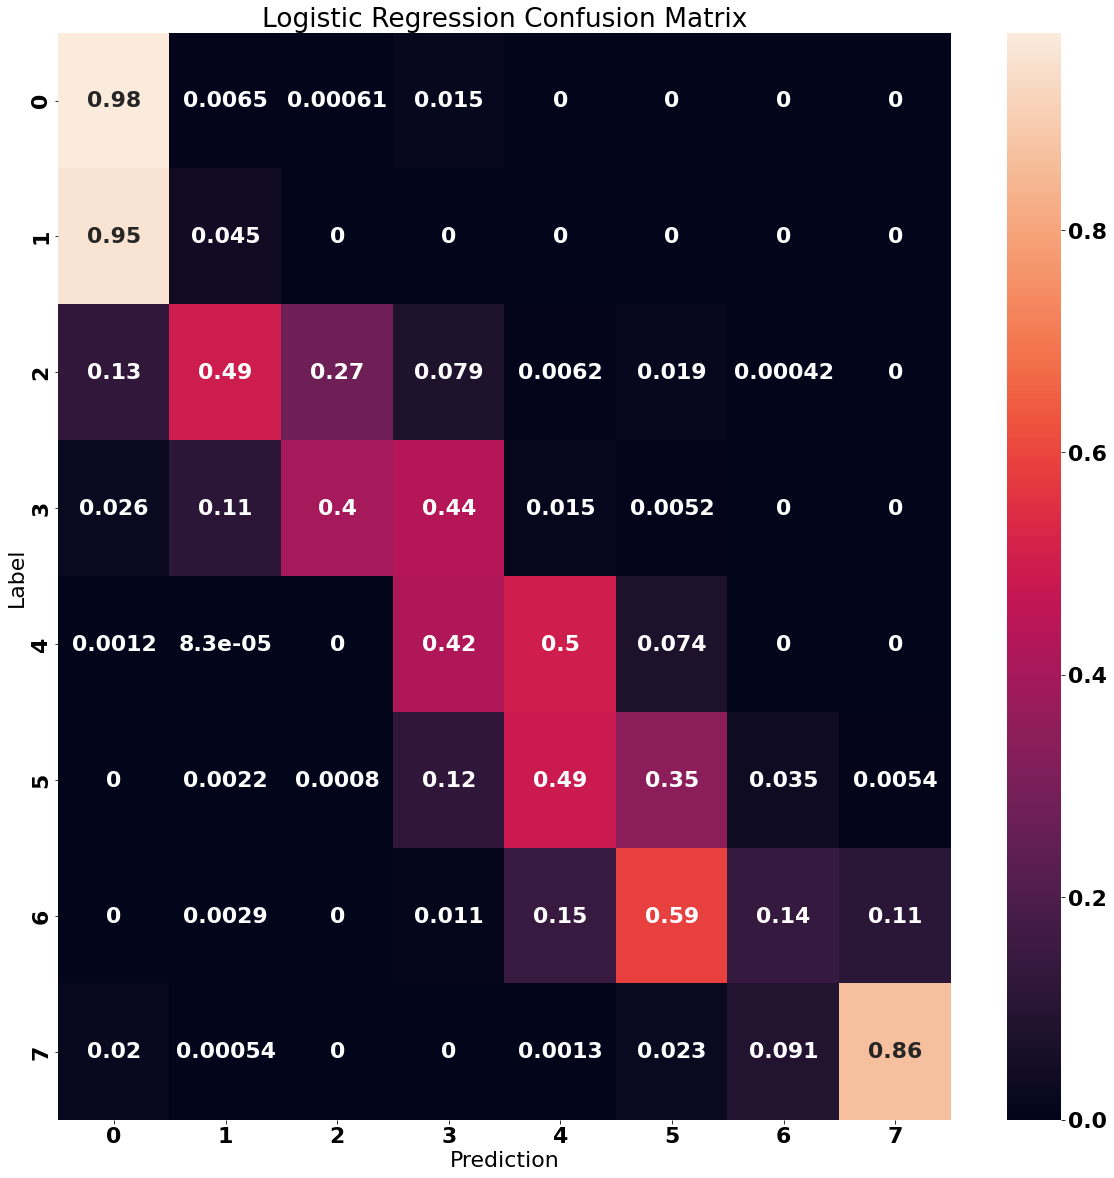 Logistic Regression Confusion Matrix
0 0.98 0.0065 0.00061 0.015 0 0 0 0
1 0.95 0.045 0 0 0 0 0 0
2 0.13 0.49 0.27 0.079 0.0062 0.019 0.00042 0
3 0.026 0.11 0.4 0.44 0.015 0.0052 0 0
4 0.0012 8.3e-05 0 0.42 0.5 0.074 0 0
5 0 0.0022 0.0008 0.12 0.49 0.35 0.035 0.0054
6 0 0.0029 0 0.011 0.15 0.59 0.14 0.11
7 0.02 0.00054 0 0 0.0013 0.023 0.091 0.86
0 1 2 3 4 5 6 7
Prediction
Label
0.8
0.6
0.4
0.2
0.0